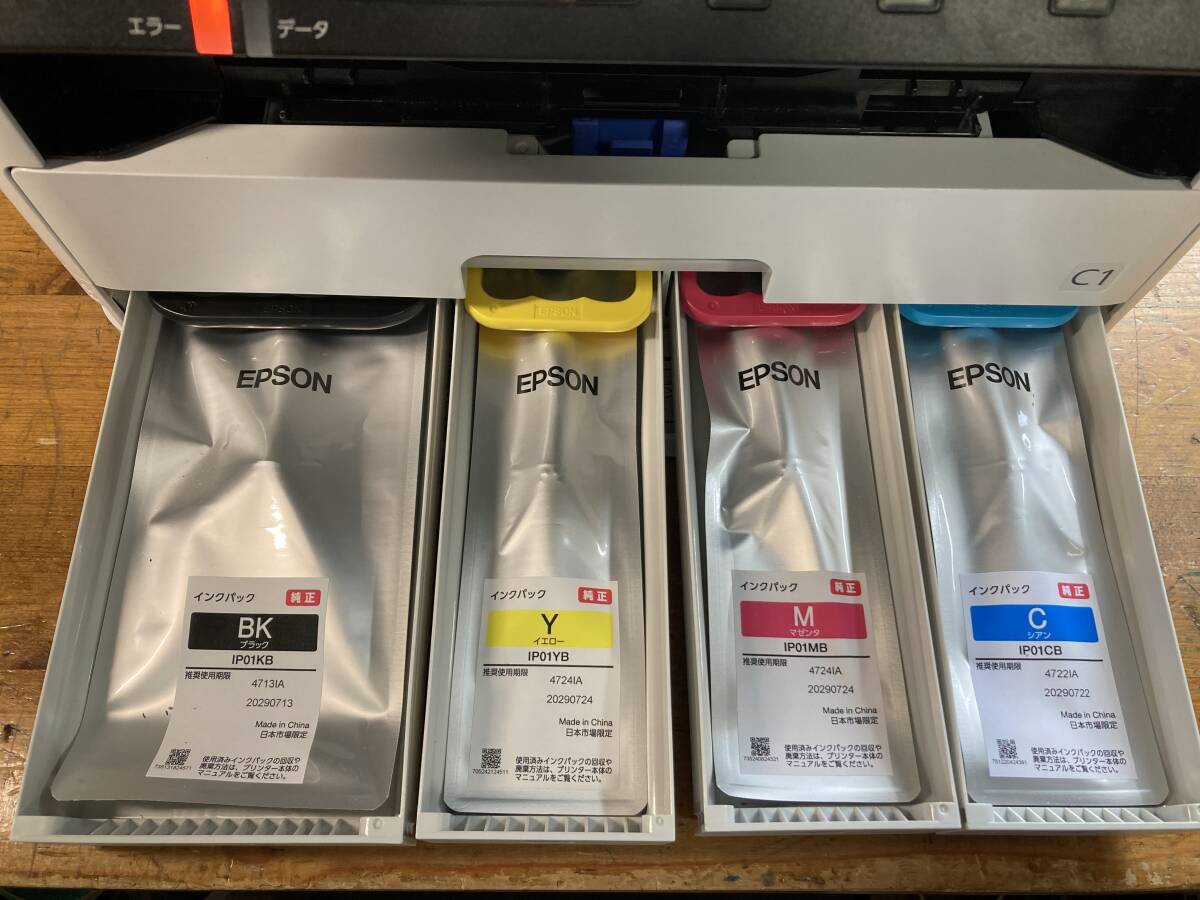 エラー
データ
C1
EPSON
EPSON
EPSON
EPSON
EPSON
インクパック
純正
BK
ブラック
IP01KB
推奨使用期限
4713IA
20290713
Made in China
日本市場限定
使用済みインクパックの回収や
廃棄方法は、プリンター本体の
マニュアルをご覧ください。
インクパック
純正
Y
イエロー
IP01YB
推奨使用期限
4724IA
20290724
Made in China
日本市場限定
使用済みインクパックの回収や
廃棄方法は、プリンター本体の
マニュアルをご覧ください。
インクパック
純正
M
マゼンタ
IP01MB
推奨使用期限
4724IA
20290724
Made in China
日本市場限定
使用済みインクパックの回収や
廃棄方法は、プリンター本体の
マニュアルをご覧ください。
インクパック
純正
C
シアン
IP01CB
推奨使用期限
4722IA
20290722
Made in China
日本市場限定
使用済みインクパックの回収や
廃棄方法は、プリンター本体の
マニュアルをご覧ください。